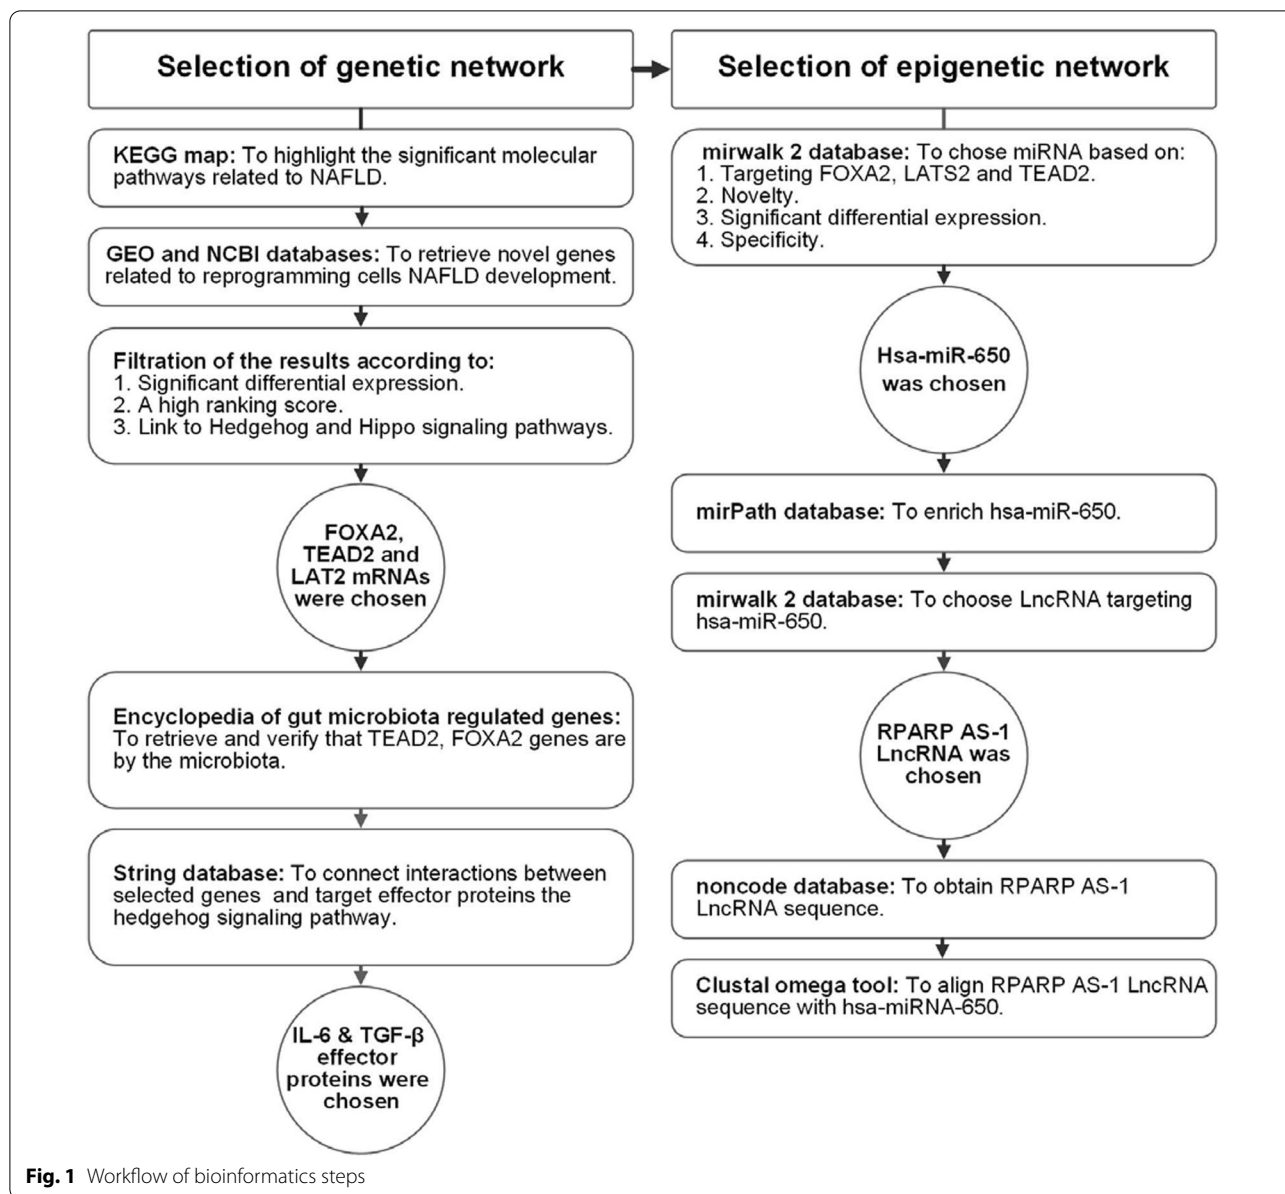 Selection of genetic network
KEGG map: To highlight the significant molecular
pathways related to NAFLD.
GEO and NCBI databases: To retrieve novel genes
related to reprogramming cells NAFLD development.
Filtration of the results according to:
1. Significant differential expression.
2. A high ranking score.
3. Link to Hedgehog and Hippo signaling pathways.
FOXA2,
TEAD2 and
LAT2 mRNAs
were chosen
Encyclopedia of gut microbiota regulated genes:
To retrieve and verify that TEAD2, FOXA2 genes are
by the microbiota.
String database: To connect interactions between
selected genes and target effector proteins the
hedgehog signaling pathway.
IL-6 & TGF-β
effector
proteins were
chosen
Selection of epigenetic network
mirwalk 2 database: To chose miRNA based on:
1. Targeting FOXA2, LATS2 and TEAD2.
2. Novelty.
3. Significant differential expression.
4. Specificity.
Hsa-miR-650
was chosen
mirPath database: To enrich hsa-miR-650.
mirwalk 2 database: To choose LncRNA targeting
hsa-miR-650.
RPARP AS-1
LncRNA was
chosen
noncode database: To obtain RPARP AS-1
LncRNA sequence.
Clustal omega tool: To align RPARP AS-1 LncRNA
sequence with hsa-miRNA-650.
Fig. 1 Workflow of bioinformatics steps